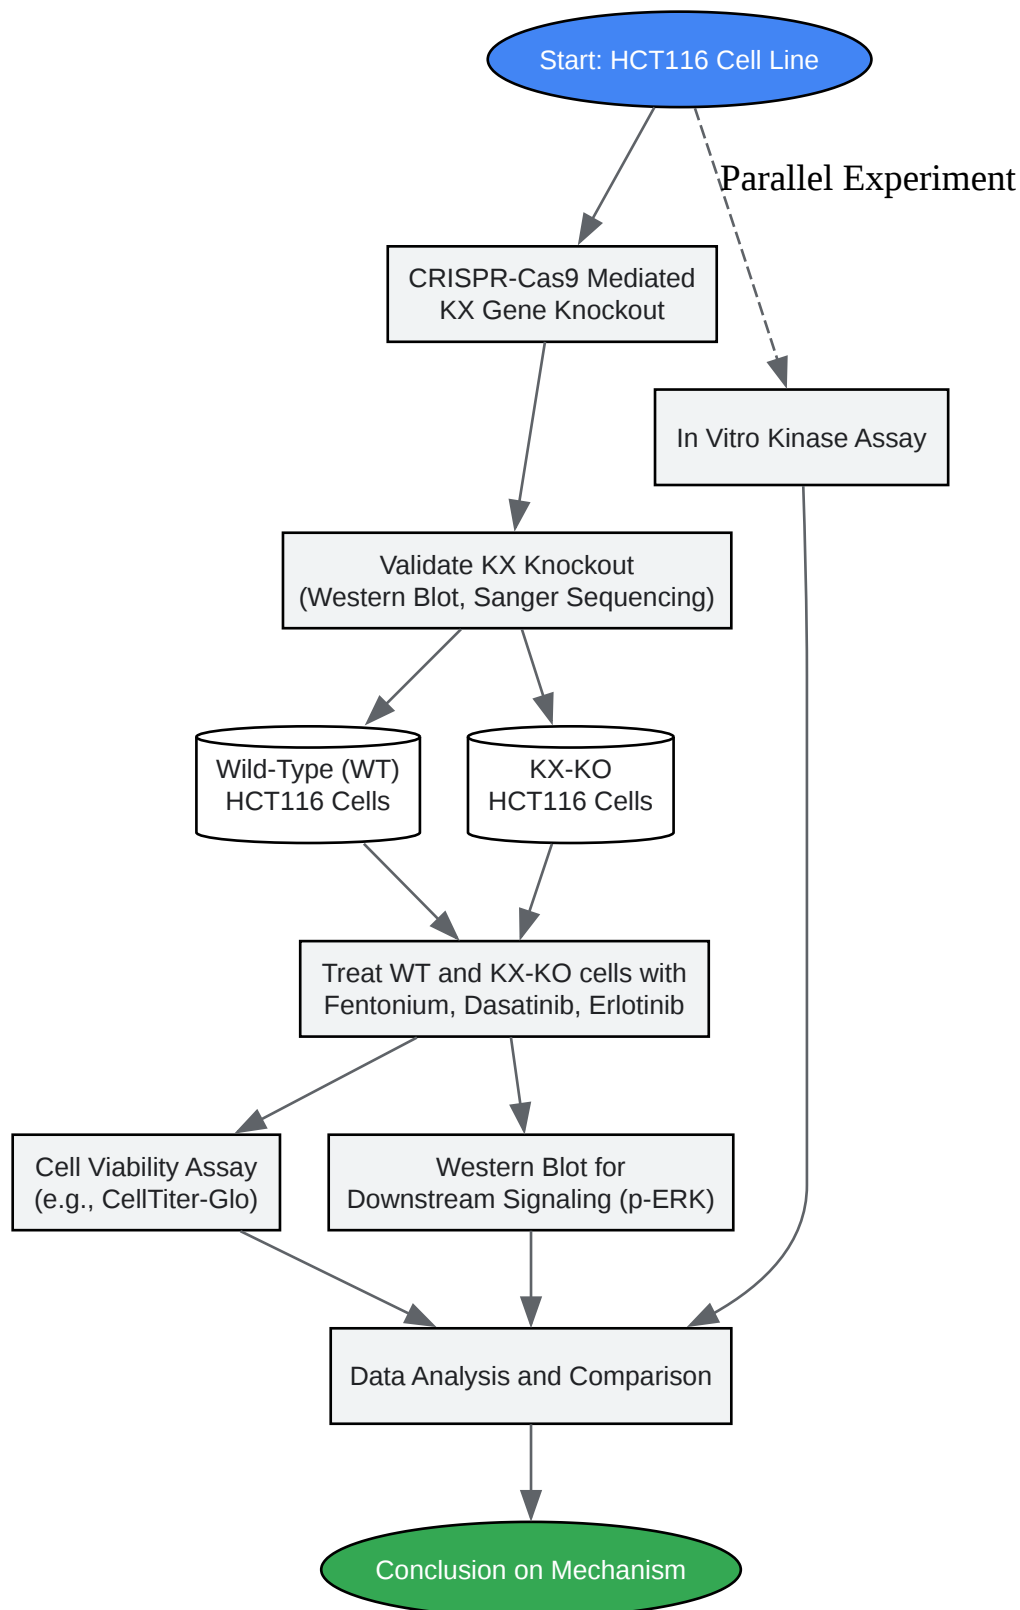 Start: HCT116 Cell Line
Parallel Experiment
CRISPR-Cas9 Mediated
KX Gene Knockout
In Vitro Kinase Assay
Validate KX Knockout
(Western Blot, Sanger Sequencing)
Wild-Type (WT)
HCT116 Cells
KX-KO
HCT116 Cells
Treat WT and KX-KO cells with
Fentonium, Dasatinib, Erlotinib
Cell Viability Assay
(e.g., CellTiter-Glo)
Western Blot for
Downstream Signaling (p-ERK)
Data Analysis and Comparison
Conclusion on Mechanism